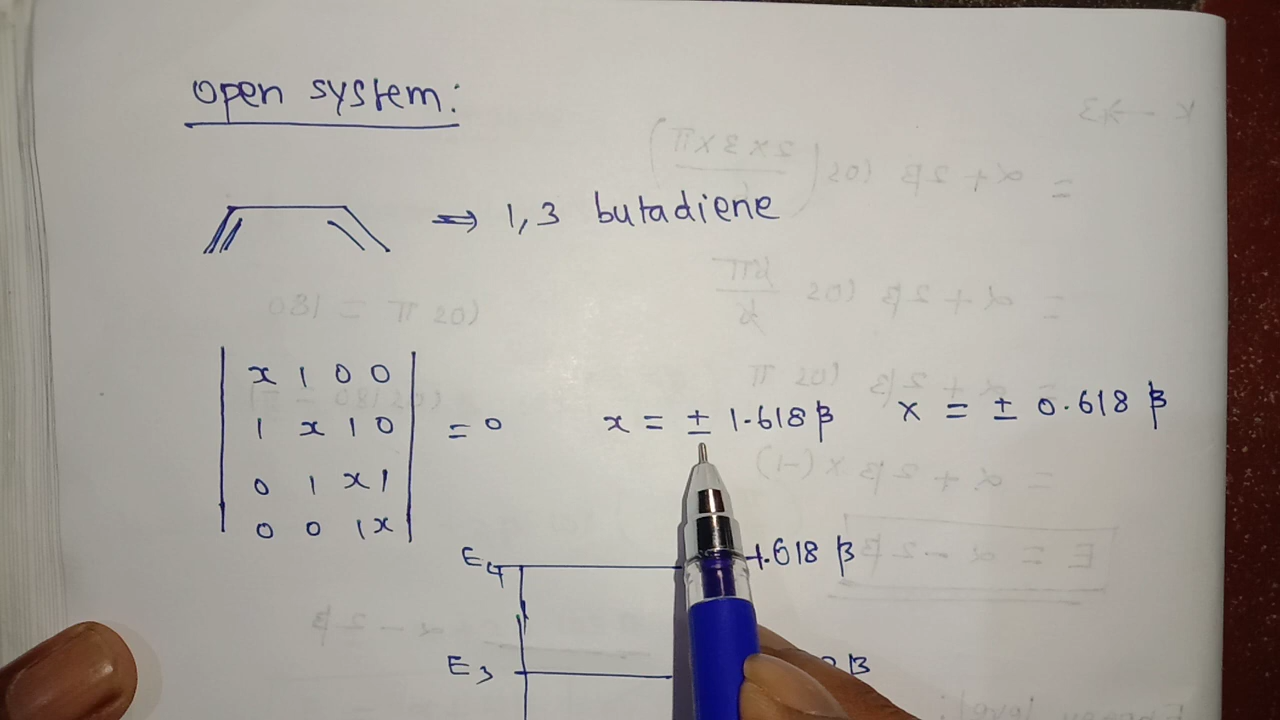 Open system:
⇒ 1,3 butadiene
x 1 0 0
1 x 1 0
0 1 x 1
0 0 1 x
= 0
x = ± 1.618 β
x = ± 0.618 β
E4
1.618 β
E3
β